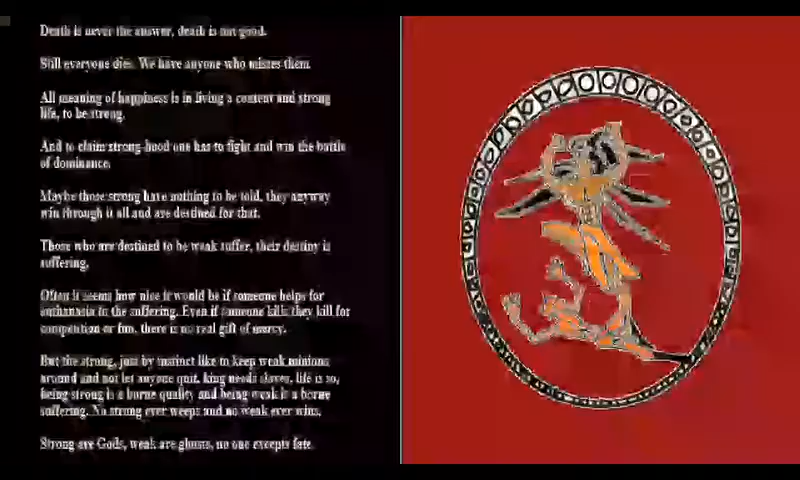 Death is never the answer, death is not good.
Still everyone dies. We have anyone who misses them.
All meaning of happiness is in living a content and strong
life, to be strong.
And to claim strong-hood one has to fight and win the battle
of dominance.
Maybe those strong have nothing to be told, they anyway
win through it all and are destined for that.
Those who are destined to be weak suffer, their destiny is
suffering.
Often it seems how nice it would be if someone helps for
euthanasia to the suffering. Even if someone kills they kill for
competition or fun, there is no real gift of mercy.
But the strong, just by instinct like to keep weak minions
around and not let anyone quit, king needs slaves, life is so,
being strong is a borne quality and being weak is a borne
suffering. No strong ever weeps and no weak ever wins.
Strong are Gods, weak are ghosts, no one excepts fate.